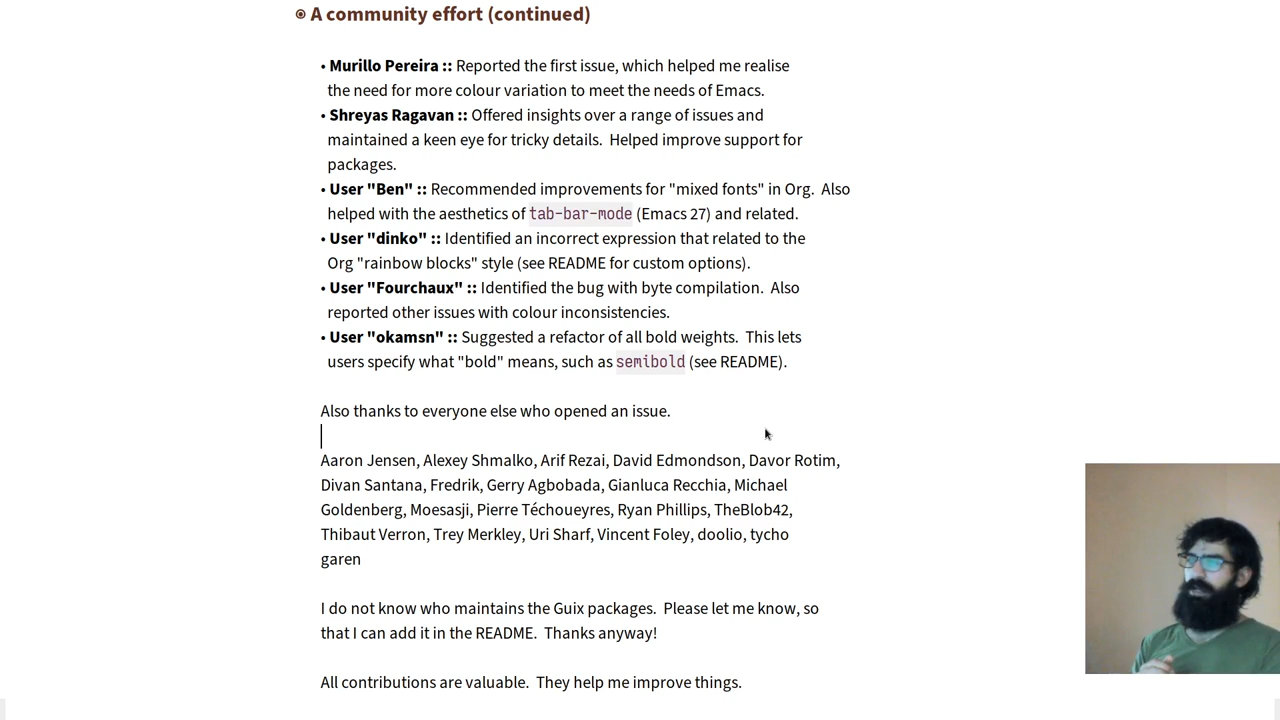 ◉ A community effort (continued)
• Murillo Pereira :: Reported the first issue, which helped me realise
the need for more colour variation to meet the needs of Emacs.
• Shreyas Ragavan :: Offered insights over a range of issues and
maintained a keen eye for tricky details.  Helped improve support for
packages.
• User "Ben" :: Recommended improvements for "mixed fonts" in Org.  Also
helped with the aesthetics of tab-bar-mode (Emacs 27) and related.
• User "dinko" :: Identified an incorrect expression that related to the
Org "rainbow blocks" style (see README for custom options).
• User "Fourchaux" :: Identified the bug with byte compilation.  Also
reported other issues with colour inconsistencies.
• User "okamsn" :: Suggested a refactor of all bold weights.  This lets
users specify what "bold" means, such as semibold (see README).
Also thanks to everyone else who opened an issue.
Aaron Jensen, Alexey Shmalko, Arif Rezai, David Edmondson, Davor Rotim,
Divan Santana, Fredrik, Gerry Agbobada, Gianluca Recchia, Michael
Goldenberg, Moesasji, Pierre Téchoueyres, Ryan Phillips, TheBlob42,
Thibaut Verron, Trey Merkley, Uri Sharf, Vincent Foley, doolio, tycho
garen
I do not know who maintains the Guix packages.  Please let me know, so
that I can add it in the README.  Thanks anyway!
All contributions are valuable.  They help me improve things.